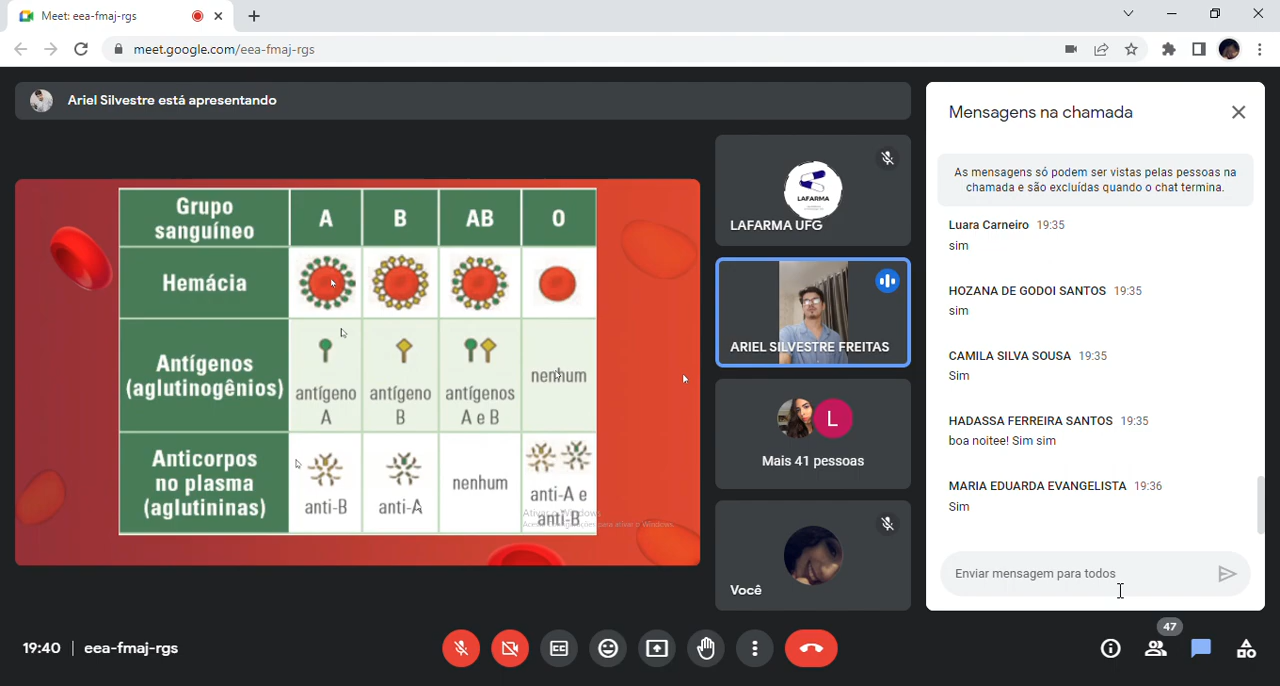 Meet: eea-fmaj-rgs
meet.google.com/eea-fmaj-rgs
Ariel Silvestre está apresentando
Grupo sanguíneo A B AB O
Hemácia
Antígenos (aglutinogênios) antígeno A antígeno B antígenos A e B nenhum
Anticorpos no plasma (aglutininas) anti-B anti-A nenhum anti-A e anti-B
LAFARMA
LAFARMA UFG
ARIEL SILVESTRE FREITAS
L
Mais 41 pessoas
Você
Mensagens na chamada
As mensagens só podem ser vistas pelas pessoas na
chamada e são excluídas quando o chat termina.
Luara Carneiro 19:35
sim
HOZANA DE GODOI SANTOS 19:35
sim
CAMILA SILVA SOUSA 19:35
Sim
HADASSA FERREIRA SANTOS 19:35
boa noitee! Sim sim
MARIA EDUARDA EVANGELISTA 19:36
Sim
Enviar mensagem para todos
19:40 | eea-fmaj-rgs
47